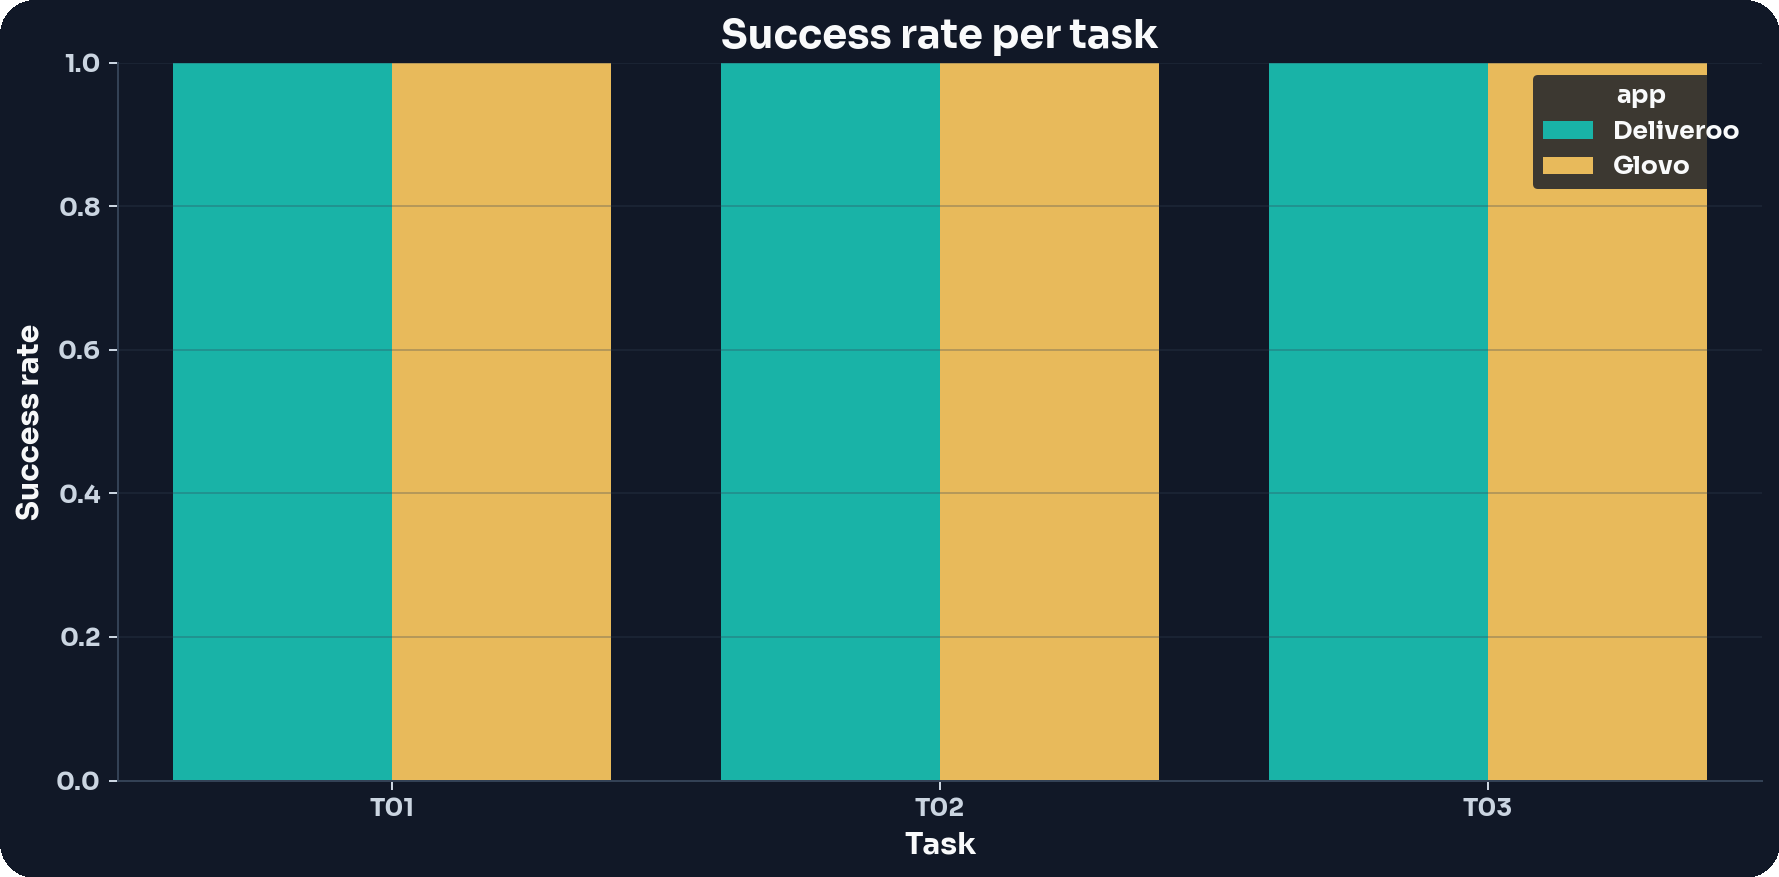 Success rate per task
1.0
0.8
0.6
0.4
0.2
0.0
Success rate
app
Deliveroo
Glovo
T01
T02
T03
Task